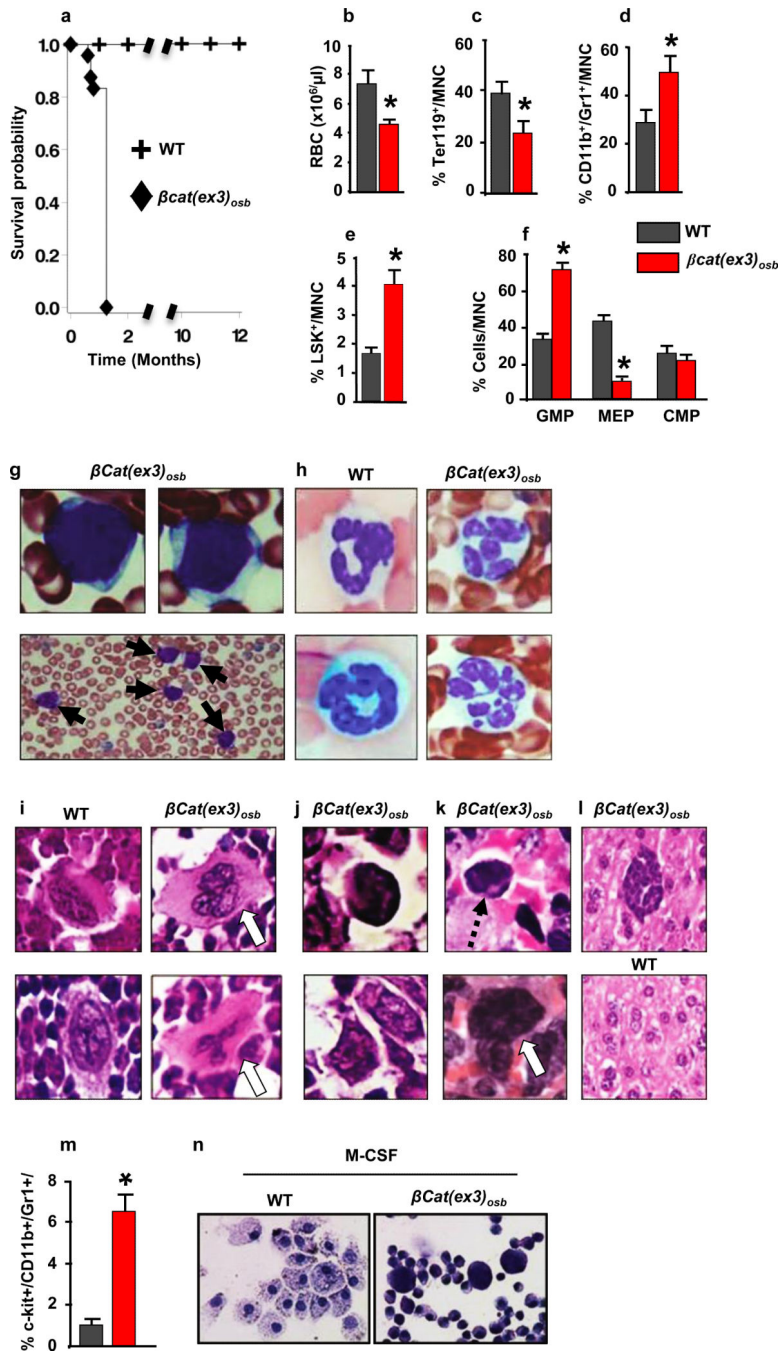 a
Survival probability
1.0
0.8
0.6
0.4
0.2
0.0
0 2 10 12
Time (Months)
WT
βcat(ex3)osb
b
RBC (x10⁶/µl)
10
8
6
4
2
0
*
c
% Ter119⁺/MNC
60
40
20
0
*
d
% CD11b⁺/Gr1⁺/MNC
60
40
20
0
*
e
% LSK⁺/MNC
5
4
3
2
1
0
*
WT
βcat(ex3)osb
f
% Cells/MNC
80
60
40
20
0
*
*
GMP MEP CMP
g
βCat(ex3)osb
h
WT
βCat(ex3)osb
i
WT
βCat(ex3)osb
j
βCat(ex3)osb
k
βCat(ex3)osb
l
βCat(ex3)osb
WT
m
% c-kit+/CD11b+/Gr1+/
8
6
4
2
0
*
n
M-CSF
WT
βCat(ex3)osb